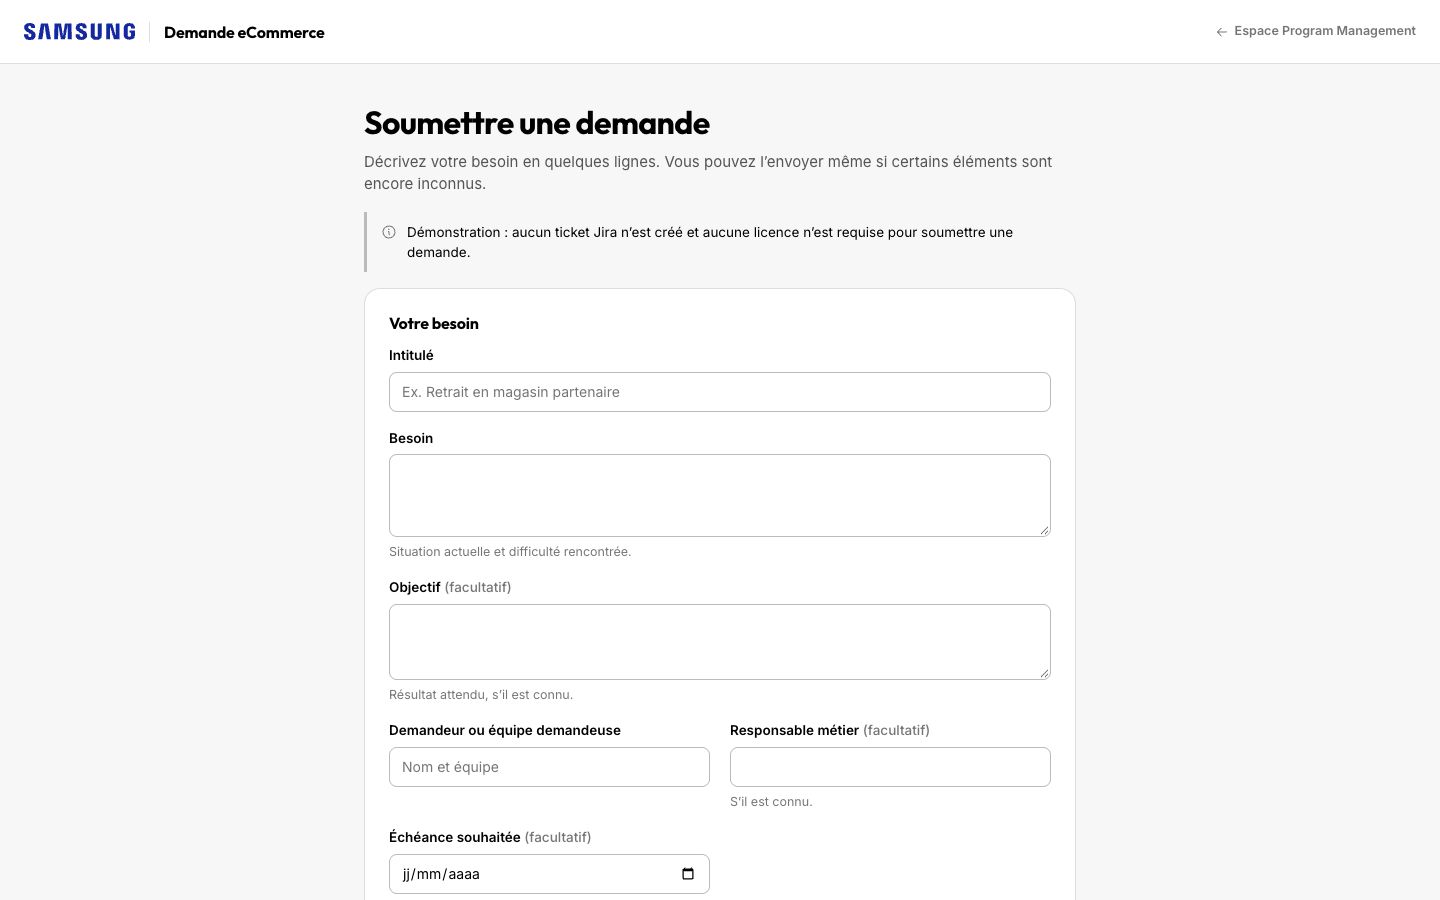 SAMSUNG
Demande eCommerce
← Espace Program Management
Soumettre une demande
Décrivez votre besoin en quelques lignes. Vous pouvez l’envoyer même si certains éléments sont
encore inconnus.
Démonstration : aucun ticket Jira n’est créé et aucune licence n’est requise pour soumettre une
demande.
Votre besoin
Intitulé
Ex. Retrait en magasin partenaire
Besoin
Situation actuelle et difficulté rencontrée.
Objectif (facultatif)
Résultat attendu, s’il est connu.
Demandeur ou équipe demandeuse
Nom et équipe
Responsable métier (facultatif)
S’il est connu.
Échéance souhaitée (facultatif)
jj/mm/aaaa